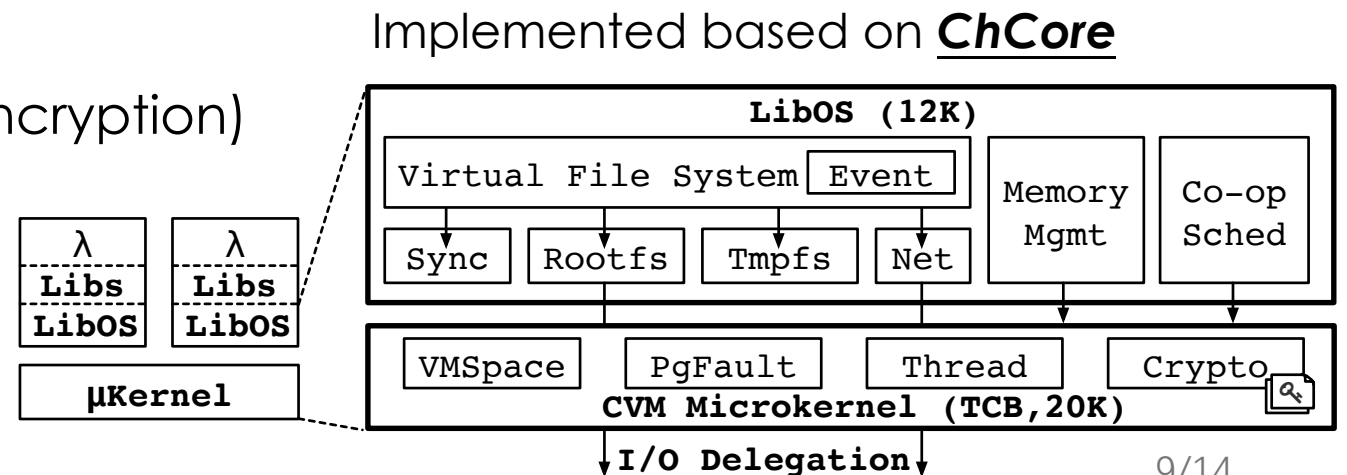 Implemented based on ChCore
ncryption)
λ
Libs
LibOS
λ
Libs
LibOS
μKernel
LibOS (12K)
Virtual File System
Event
Sync
Rootfs
Tmpfs
Net
Memory
Mgmt
Co-op
Sched
VMSpace
PgFault
Thread
Crypto
CVM Microkernel (TCB,20K)
I/O Delegation
9/14